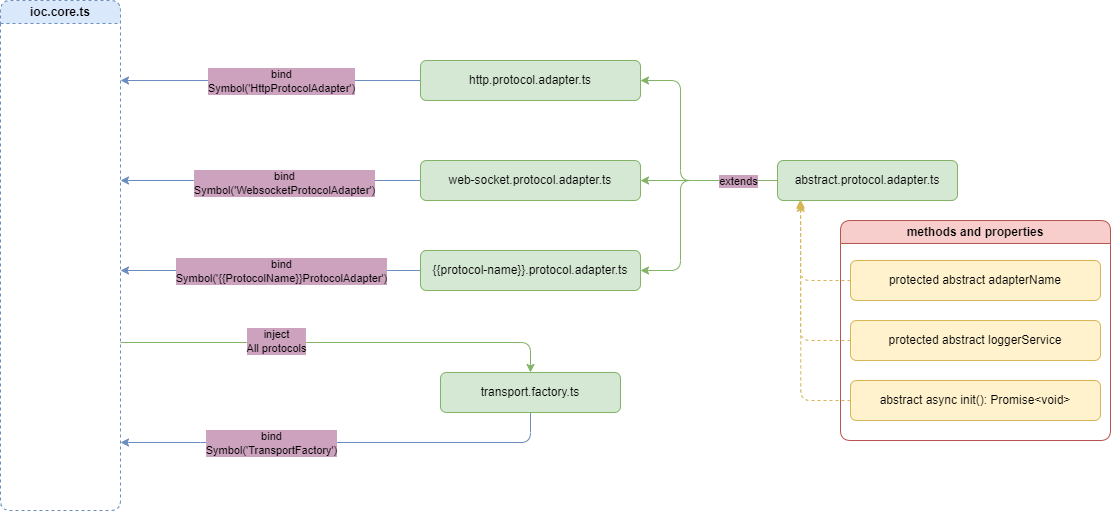 ioc.core.ts
bind
Symbol('HttpProtocolAdapter')
http.protocol.adapter.ts
bind
Symbol('WebsocketProtocolAdapter')
web-socket.protocol.adapter.ts
extends
abstract.protocol.adapter.ts
methods and properties
bind
Symbol('{{ProtocolName}}ProtocolAdapter')
{{protocol-name}}.protocol.adapter.ts
protected abstract adapterName
protected abstract loggerService
abstract async init(): Promise<void>
inject
All protocols
transport.factory.ts
bind
Symbol('TransportFactory')